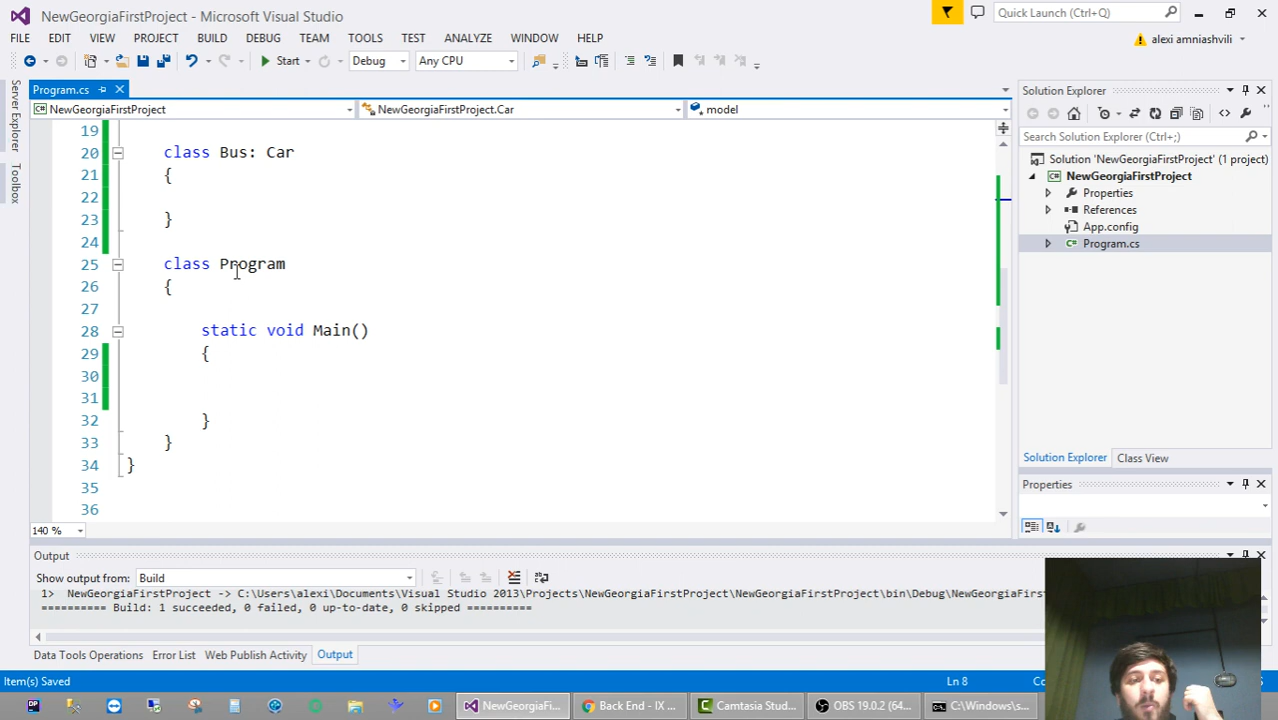 NewGeorgiaFirstProject - Microsoft Visual Studio
Quick Launch (Ctrl+Q)
FILE EDIT VIEW PROJECT BUILD DEBUG TEAM TOOLS TEST ANALYZE WINDOW HELP
alexi amniashvili
Start Debug Any CPU
Server Explorer
Toolbox
Program.cs
NewGeorgiaFirstProject NewGeorgiaFirstProject.Car model
19
20 class Bus: Car
21 {
22
23 }
24
25 class Program
26 {
27
28 static void Main()
29 {
30
31
32 }
33 }
34 }
35
36
140 %
Solution Explorer
Search Solution Explorer (Ctrl+;)
Solution 'NewGeorgiaFirstProject' (1 project)
NewGeorgiaFirstProject
Properties
References
App.config
Program.cs
Solution Explorer Class View
Properties
Output
Show output from: Build
1> NewGeorgiaFirstProject -> C:\Users\alexi\Documents\Visual Studio 2013\Projects\NewGeorgiaFirstProject\NewGeorgiaFirstProject\bin\Debug\NewGeorgiaFirst
========== Build: 1 succeeded, 0 failed, 0 up-to-date, 0 skipped ==========
Data Tools Operations Error List Web Publish Activity Output
Item(s) Saved Ln 8
NewGeorgiaFi... Back End - IX ... Camtasia Stud... OBS 19.0.2 (64... C:\Windows\s...